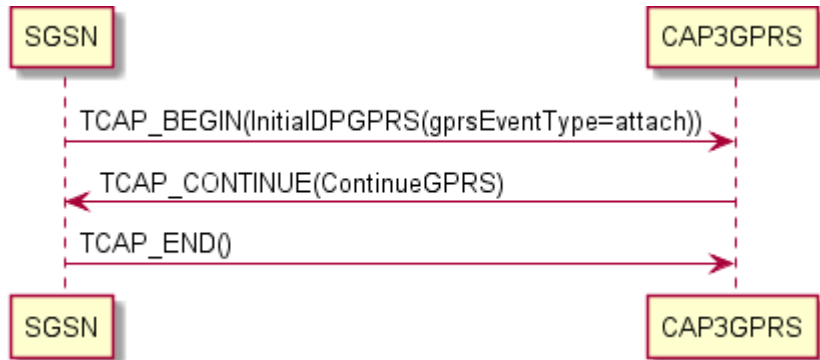 SGSN
CAP3GPRS
TCAP_BEGIN(InitialDPGPRS(gprsEventType=attach))
TCAP_CONTINUE(ContinueGPRS)
TCAP_END()
SGSN
CAP3GPRS